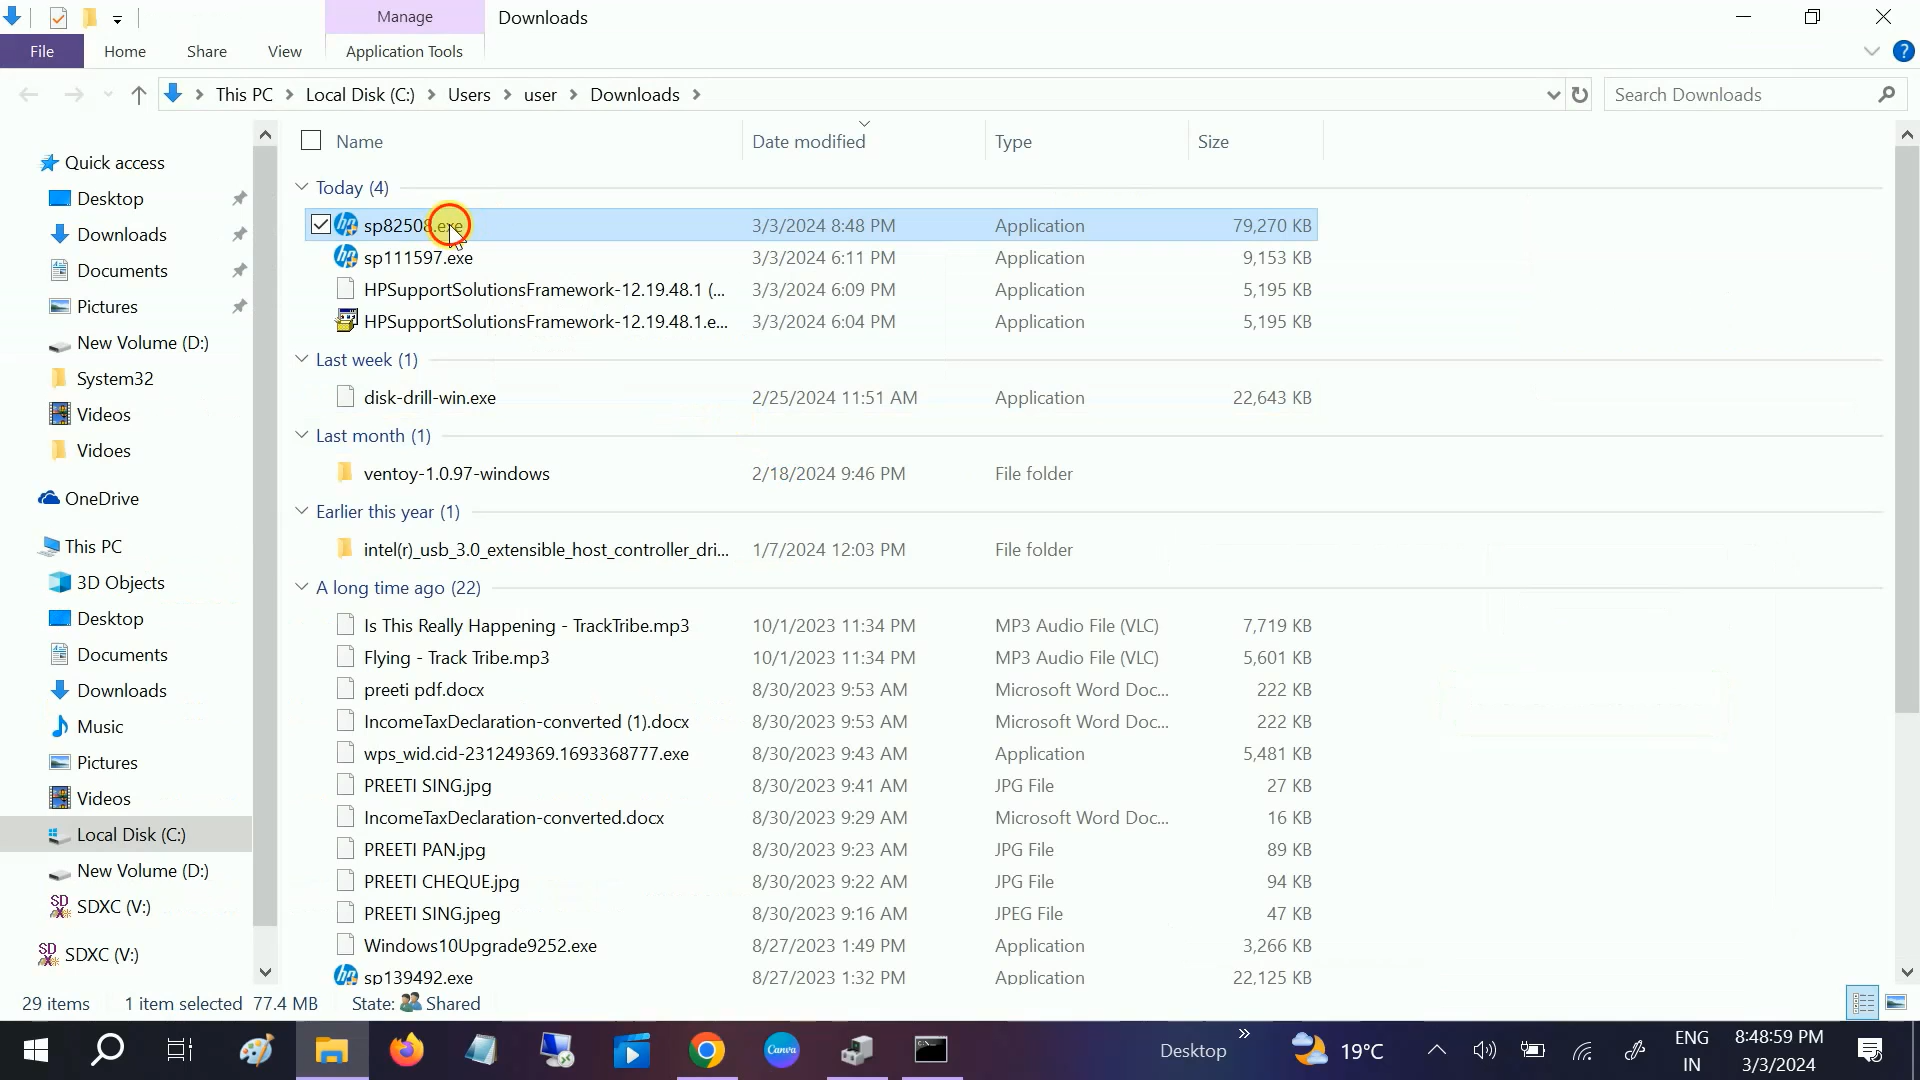 Manage
Downloads
File
Home
Share
View
Application Tools
This PC
Local Disk (C:)
Users
user
Downloads
Search Downloads
Name
Date modified
Type
Size
Today (4)
sp82508.exe 3/3/2024 8:48 PM Application 79,270 KB
sp111597.exe 3/3/2024 6:11 PM Application 9,153 KB
HPSupportSolutionsFramework-12.19.48.1 (... 3/3/2024 6:09 PM Application 5,195 KB
HPSupportSolutionsFramework-12.19.48.1.e... 3/3/2024 6:04 PM Application 5,195 KB
Last week (1)
disk-drill-win.exe 2/25/2024 11:51 AM Application 22,643 KB
Last month (1)
ventoy-1.0.97-windows 2/18/2024 9:46 PM File folder
Earlier this year (1)
intel(r)_usb_3.0_extensible_host_controller_dri... 1/7/2024 12:03 PM File folder
A long time ago (22)
Is This Really Happening - TrackTribe.mp3 10/1/2023 11:34 PM MP3 Audio File (VLC) 7,719 KB
Flying - Track Tribe.mp3 10/1/2023 11:34 PM MP3 Audio File (VLC) 5,601 KB
preeti pdf.docx 8/30/2023 9:53 AM Microsoft Word Doc... 222 KB
IncomeTaxDeclaration-converted (1).docx 8/30/2023 9:53 AM Microsoft Word Doc... 222 KB
wps_wid.cid-231249369.1693368777.exe 8/30/2023 9:43 AM Application 5,481 KB
PREETI SING.jpg 8/30/2023 9:41 AM JPG File 27 KB
IncomeTaxDeclaration-converted.docx 8/30/2023 9:29 AM Microsoft Word Doc... 16 KB
PREETI PAN.jpg 8/30/2023 9:23 AM JPG File 89 KB
PREETI CHEQUE.jpg 8/30/2023 9:22 AM JPG File 94 KB
PREETI SING.jpeg 8/30/2023 9:16 AM JPEG File 47 KB
Windows10Upgrade9252.exe 8/27/2023 1:49 PM Application 3,266 KB
sp139492.exe 8/27/2023 1:32 PM Application 22,125 KB
Quick access
Desktop
Downloads
Documents
Pictures
New Volume (D:)
System32
Videos
Vidoes
OneDrive
This PC
3D Objects
Desktop
Documents
Downloads
Music
Pictures
Videos
Local Disk (C:)
New Volume (D:)
SDXC (V:)
SDXC (V:)
29 items
1 item selected 77.4 MB
State: Shared
Canva
Desktop
19°C
ENG
IN
8:48:59 PM
3/3/2024